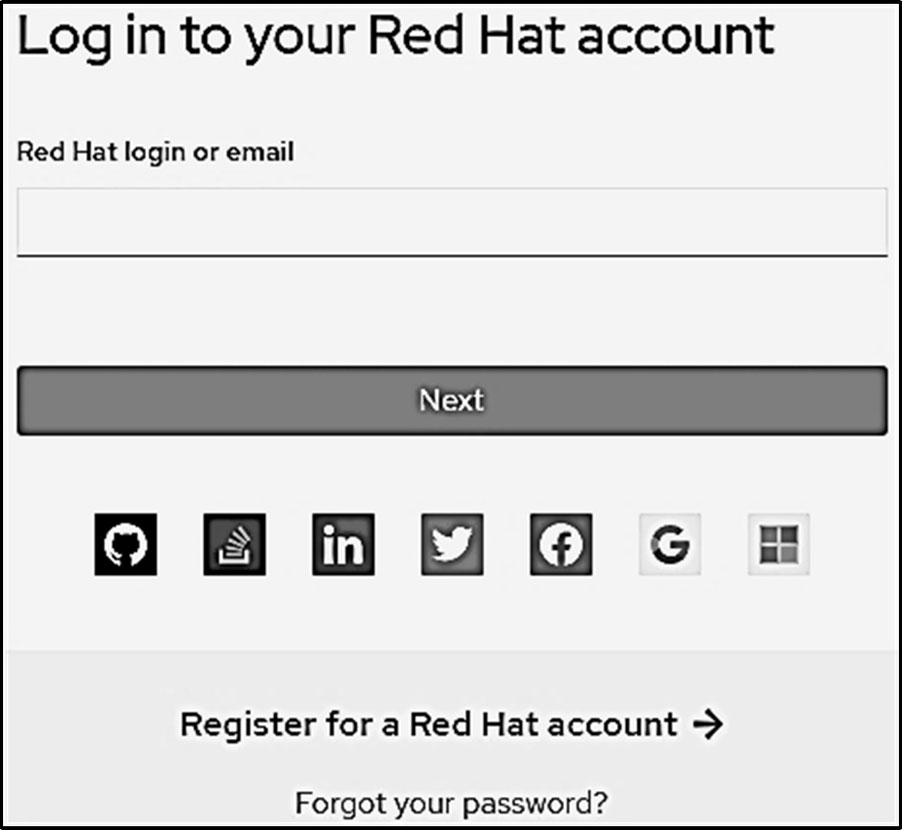 Log in to your Red Hat account
Red Hat login or email
Next
in
Register for a Red Hat account →
Forgot your password?